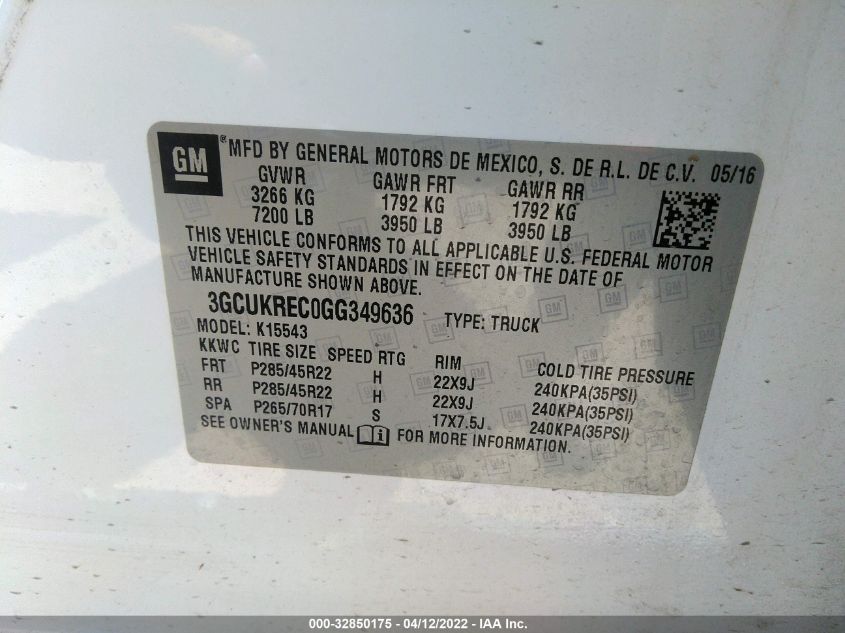 GM ® MFD BY GENERAL MOTORS DE MEXICO, S. DE R.L. DE C.V. 05/16
GVWR GAWR FRT GAWR RR
3266 KG 1792 KG 1792 KG
7200 LB 3950 LB 3950 LB
THIS VEHICLE CONFORMS TO ALL APPLICABLE U.S. FEDERAL MOTOR
VEHICLE SAFETY STANDARDS IN EFFECT ON THE DATE OF
MANUFACTURE SHOWN ABOVE.
3GCUKREC0GG349636 TYPE: TRUCK
MODEL: K15543
KKWC TIRE SIZE SPEED RTG RIM COLD TIRE PRESSURE
FRT P285/45R22 H 22X9J 240KPA(35PSI)
RR P285/45R22 H 22X9J 240KPA(35PSI)
SPA P265/70R17 S 17X7.5J 240KPA(35PSI)
SEE OWNER'S MANUAL FOR MORE INFORMATION.
000-32850175 - 04/12/2022 - IAA Inc.